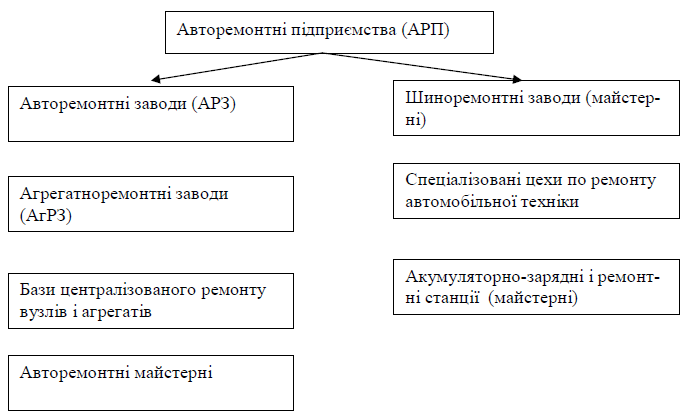 Авторемонтні підприємства (АРП)
Авторемонтні заводи (АРЗ)
Агрегатноремонтні заводи
(АгРЗ)
Бази централізованого ремонту
вузлів і агрегатів
Авторемонтні майстерні
Шиноремонтні заводи (майстер-
ні)
Спеціалізовані цехи по ремонту
автомобільної техніки
Акумуляторно-зарядні і ремонт-
ні станції (майстерні)